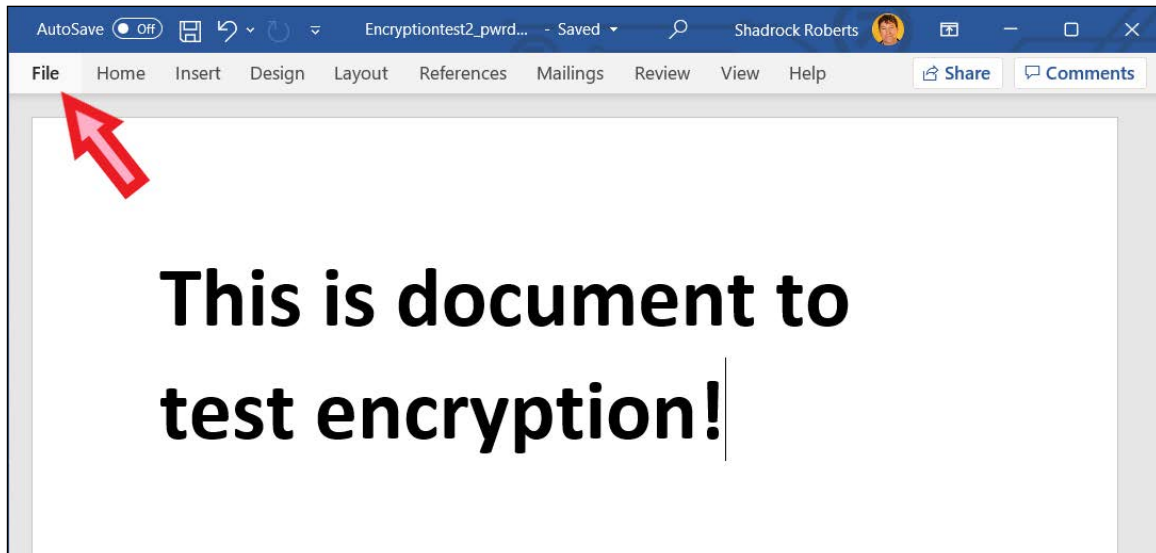 AutoSave Off Encryptiontest2_pwrd... - Saved Shadrock Roberts
File Home Insert Design Layout References Mailings Review View Help Share Comments
This is document to
test encryption!